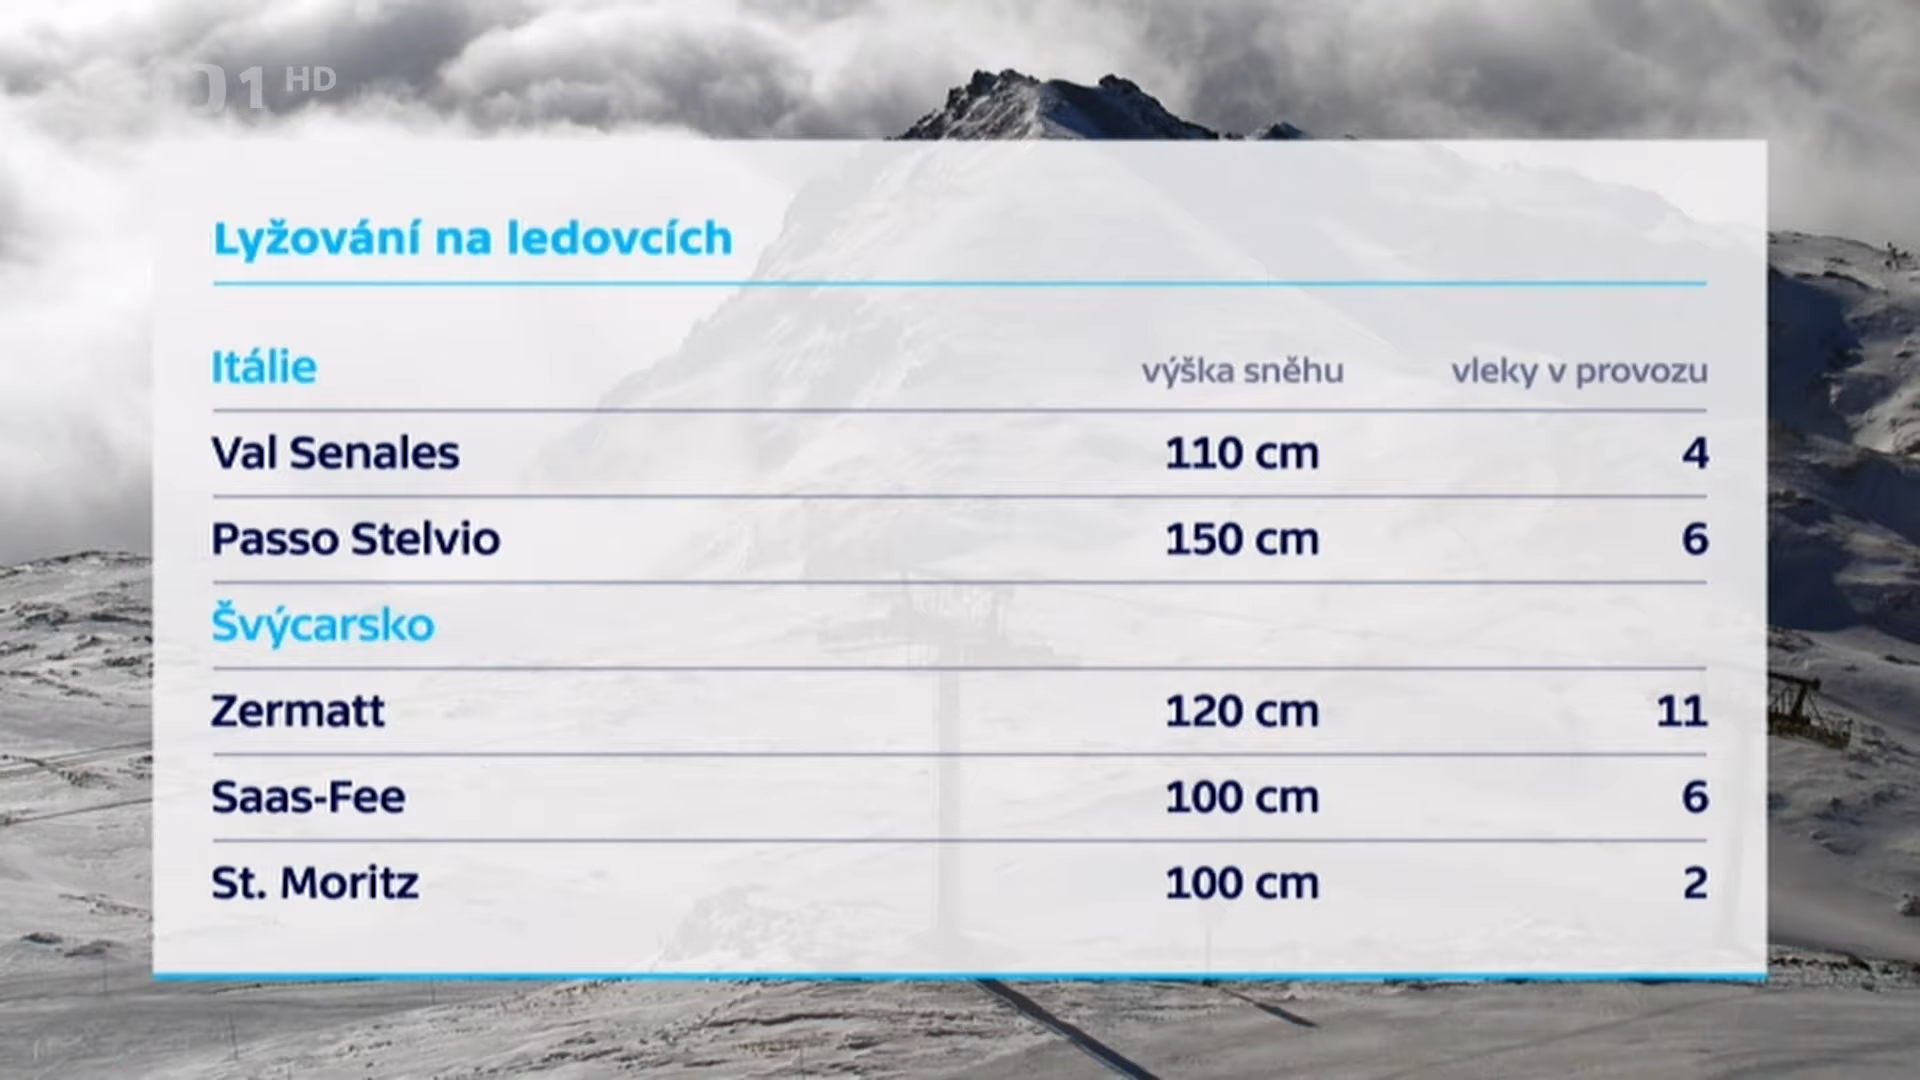 1 HD
Lyžování na ledovcích
Itálie výška sněhu vleky v provozu
Val Senales 110 cm 4
Passo Stelvio 150 cm 6
Švýcarsko
Zermatt 120 cm 11
Saas-Fee 100 cm 6
St. Moritz 100 cm 2